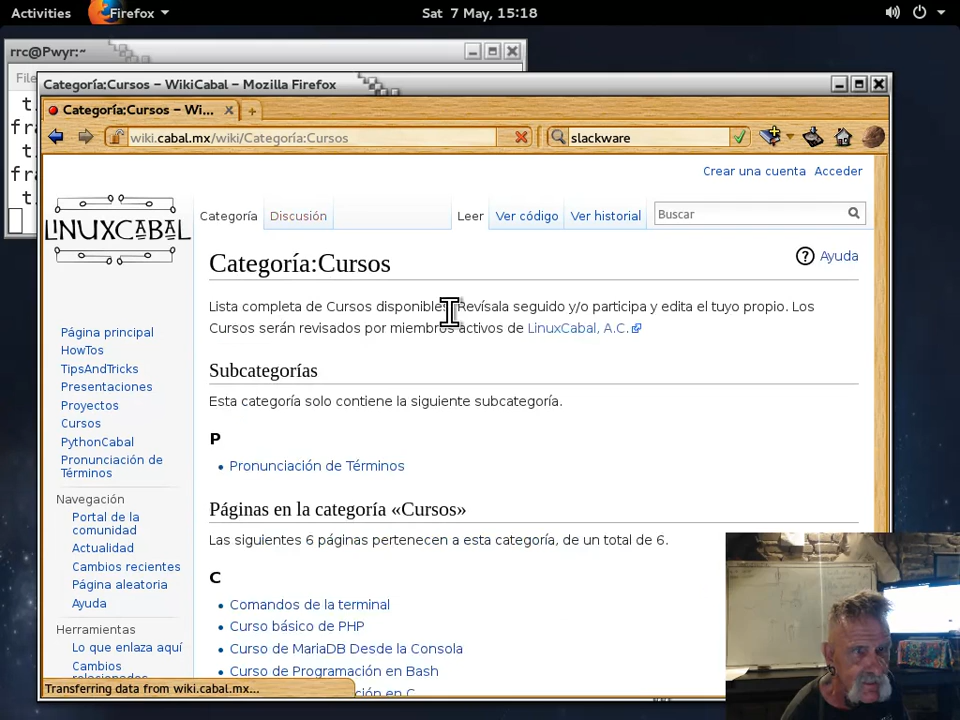 Activities Firefox Sat 7 May, 15:18
rrc@Pwyr:~
Categoría:Cursos – WikiCabal – Mozilla Firefox
Categoría:Cursos – Wi...
wiki.cabal.mx/wiki/Categoría:Cursos slackware
Crear una cuenta Acceder
LINUXCABAL
Categoría Discusión Leer Ver código Ver historial Buscar
Categoría:Cursos
Ayuda
Lista completa de Cursos disponibles. Revísala seguido y/o participa y edita el tuyo propio. Los
Cursos serán revisados por miembros activos de LinuxCabal, A.C.
Subcategorías
Esta categoría solo contiene la siguiente subcategoría.
P
• Pronunciación de Términos
Páginas en la categoría «Cursos»
Las siguientes 6 páginas pertenecen a esta categoría, de un total de 6.
C
• Comandos de la terminal
• Curso básico de PHP
• Curso de MariaDB Desde la Consola
• Curso de Programación en Bash
Página principal
HowTos
TipsAndTricks
Presentaciones
Proyectos
Cursos
PythonCabal
Pronunciación de
Términos
Navegación
Portal de la
comunidad
Actualidad
Cambios recientes
Página aleatoria
Ayuda
Herramientas
Lo que enlaza aquí
Cambios
relacionados
Transferring data from wiki.cabal.mx...